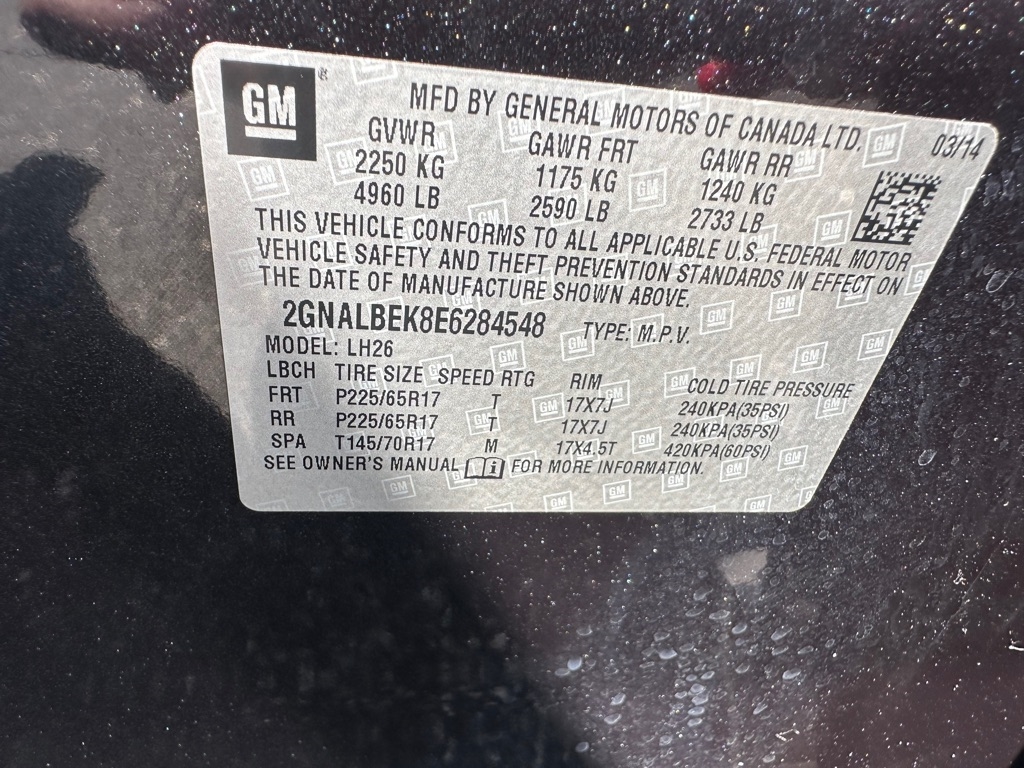 GM ®
MFD BY GENERAL MOTORS OF CANADA LTD.
03/14
GVWR GAWR FRT GAWR RR
2250 KG 1175 KG 1240 KG
4960 LB 2590 LB 2733 LB
THIS VEHICLE CONFORMS TO ALL APPLICABLE U.S. FEDERAL MOTOR
VEHICLE SAFETY AND THEFT PREVENTION STANDARDS IN EFFECT ON
THE DATE OF MANUFACTURE SHOWN ABOVE.
2GNALBEK8E6284548 TYPE: M.P.V.
MODEL: LH26
LBCH TIRE SIZE SPEED RTG RIM COLD TIRE PRESSURE
FRT P225/65R17 T 17X7J 240KPA(35PSI)
RR P225/65R17 T 17X7J 240KPA(35PSI)
SPA T145/70R17 M 17X4.5T 420KPA(60PSI)
SEE OWNER'S MANUAL i FOR MORE INFORMATION.